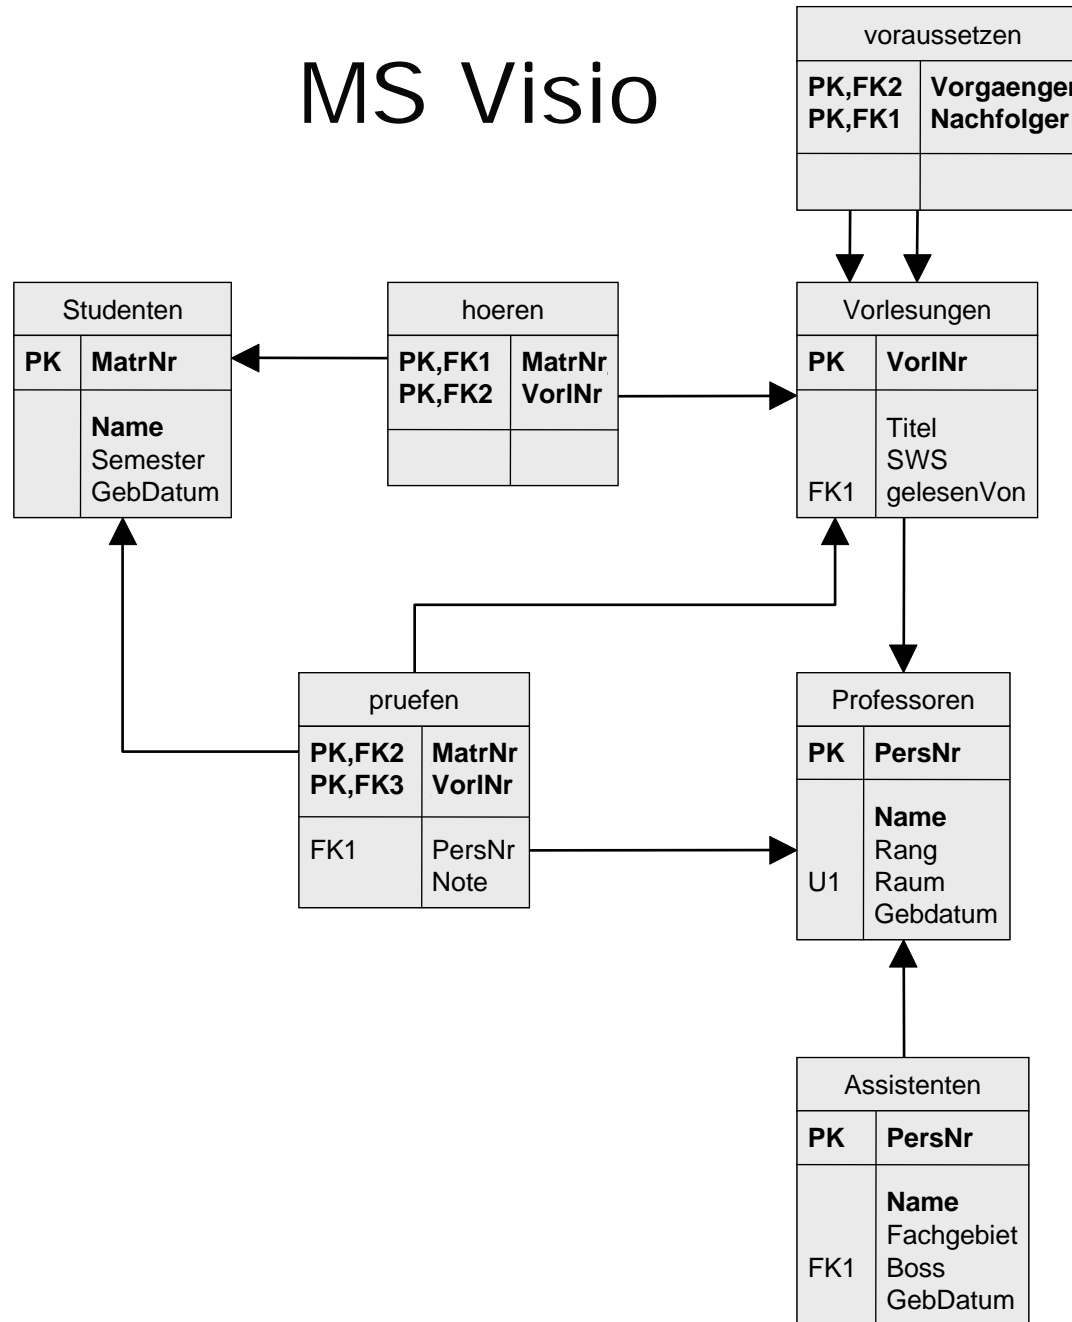 MS Visio
voraussetzen
PK,FK2 Vorgaenger
PK,FK1 Nachfolger
Studenten
PK MatrNr
Name
Semester
GebDatum
hoeren
PK,FK1 MatrNr
PK,FK2 VorlNr
Vorlesungen
PK VorlNr
Titel
SWS
FK1 gelesenVon
pruefen
PK,FK2 MatrNr
PK,FK3 VorlNr
FK1 PersNr
Note
Professoren
PK PersNr
Name
Rang
U1 Raum
Gebdatum
Assistenten
PK PersNr
Name
Fachgebiet
FK1 Boss
GebDatum